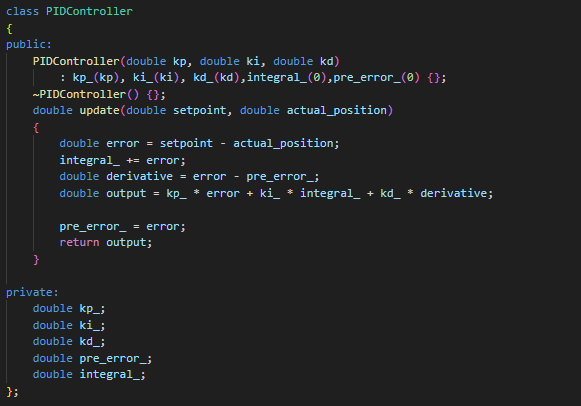 class PIDController
{
public:
    PIDController(double kp, double ki, double kd)
        : kp_(kp), ki_(ki), kd_(kd),integral_(0),pre_error_(0) {};
    ~PIDController() {};
    double update(double setpoint, double actual_position)
    {
        double error = setpoint - actual_position;
        integral_ += error;
        double derivative = error - pre_error_;
        double output = kp_ * error + ki_ * integral_ + kd_ * derivative;

        pre_error_ = error;
        return output;
    }

private:
    double kp_;
    double ki_;
    double kd_;
    double pre_error_;
    double integral_;
};